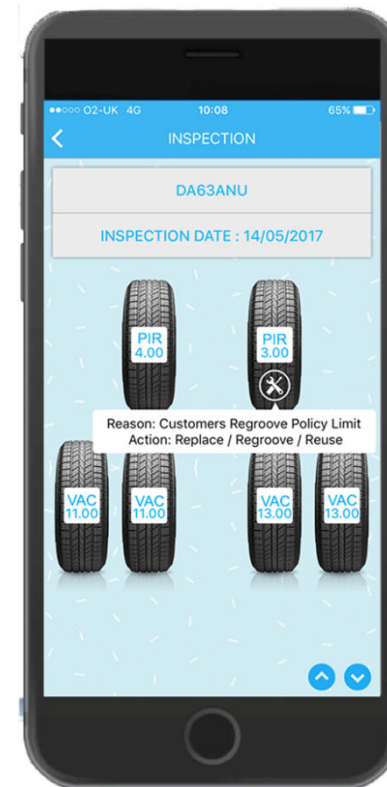 O2-UK 4G 10:08 65%
INSPECTION
DA63ANU
INSPECTION DATE : 14/05/2017
PIR PIR
4.00 3.00
Reason: Customers Regroove Policy Limit
Action: Replace / Regroove / Reuse
VAC VAC VAC VAC
11.00 11.00 13.00 13.00